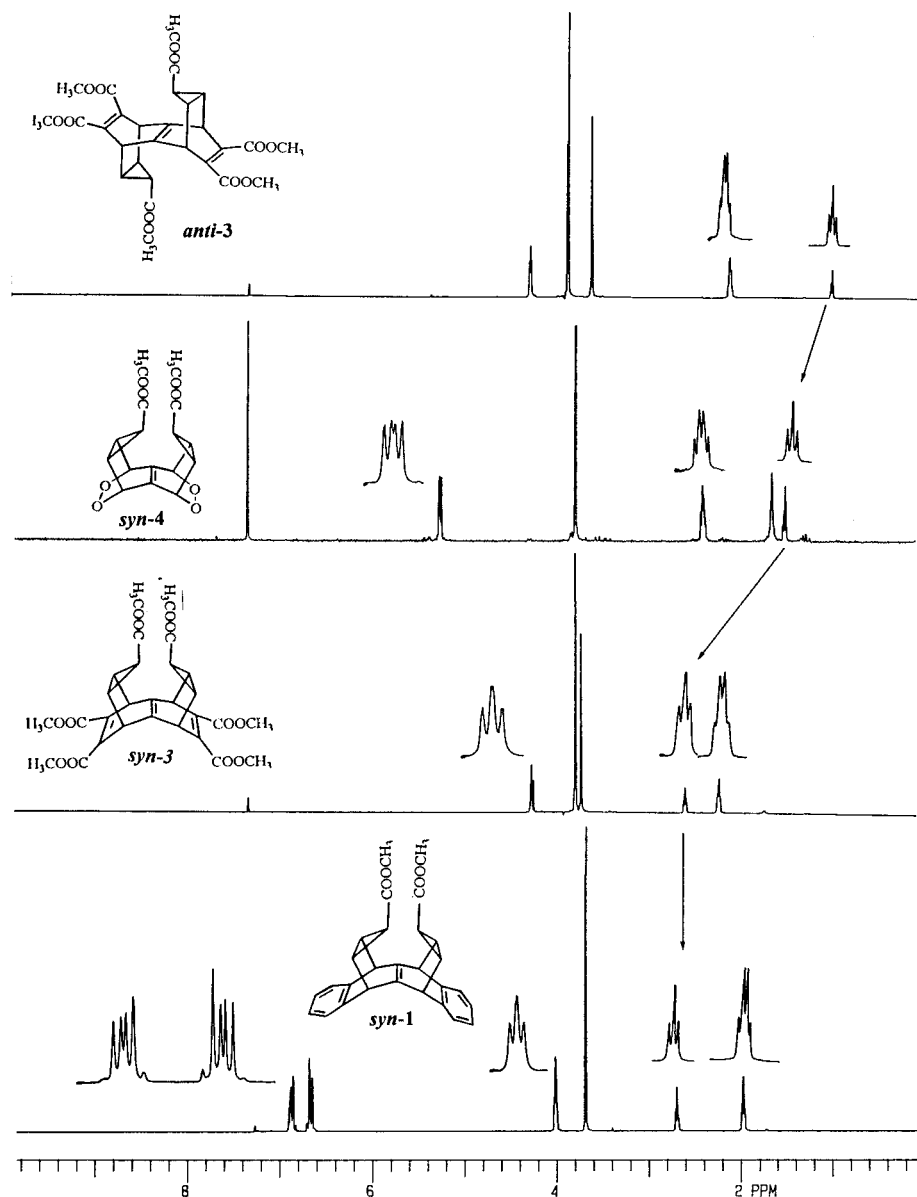 H₃COOC
H₃COOC
I₃COOC
COOCH₃
COOCH₃
H₃COOC
anti-3
H₃COOC
H₃COOC
O
O
O
O
syn-4
H₃COOC
H₃COOC
H₃COOC
COOCH₃
H₃COOC
COOCH₃
syn-3
COOCH₃
COOCH₃
syn-1
8
6
4
2 PPM